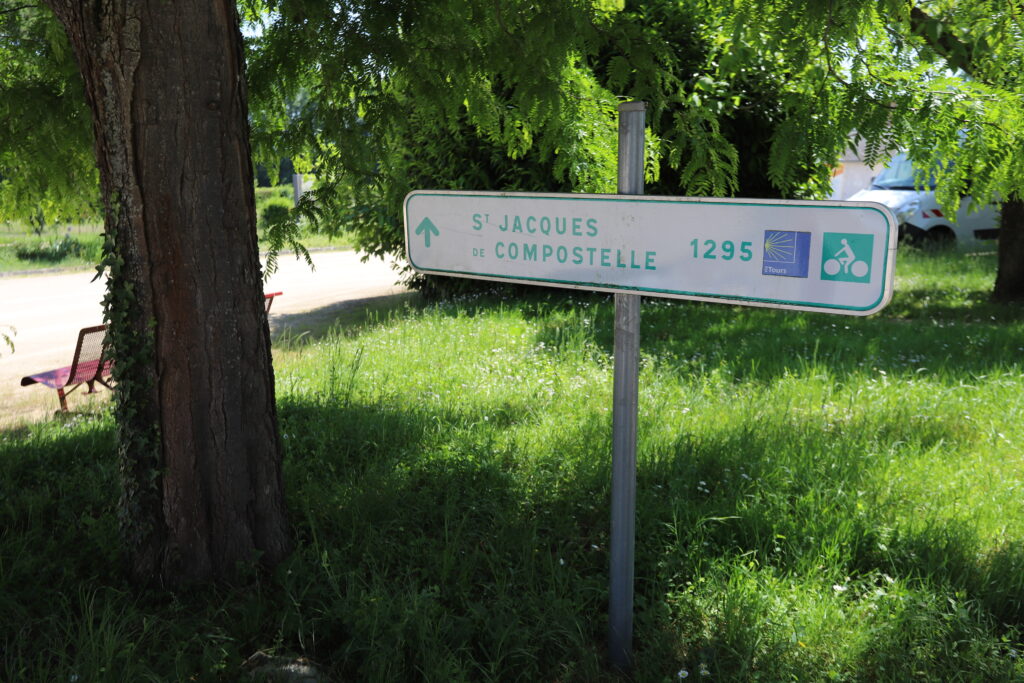 ST JACQUES
DE COMPOSTELLE
1295
Tours